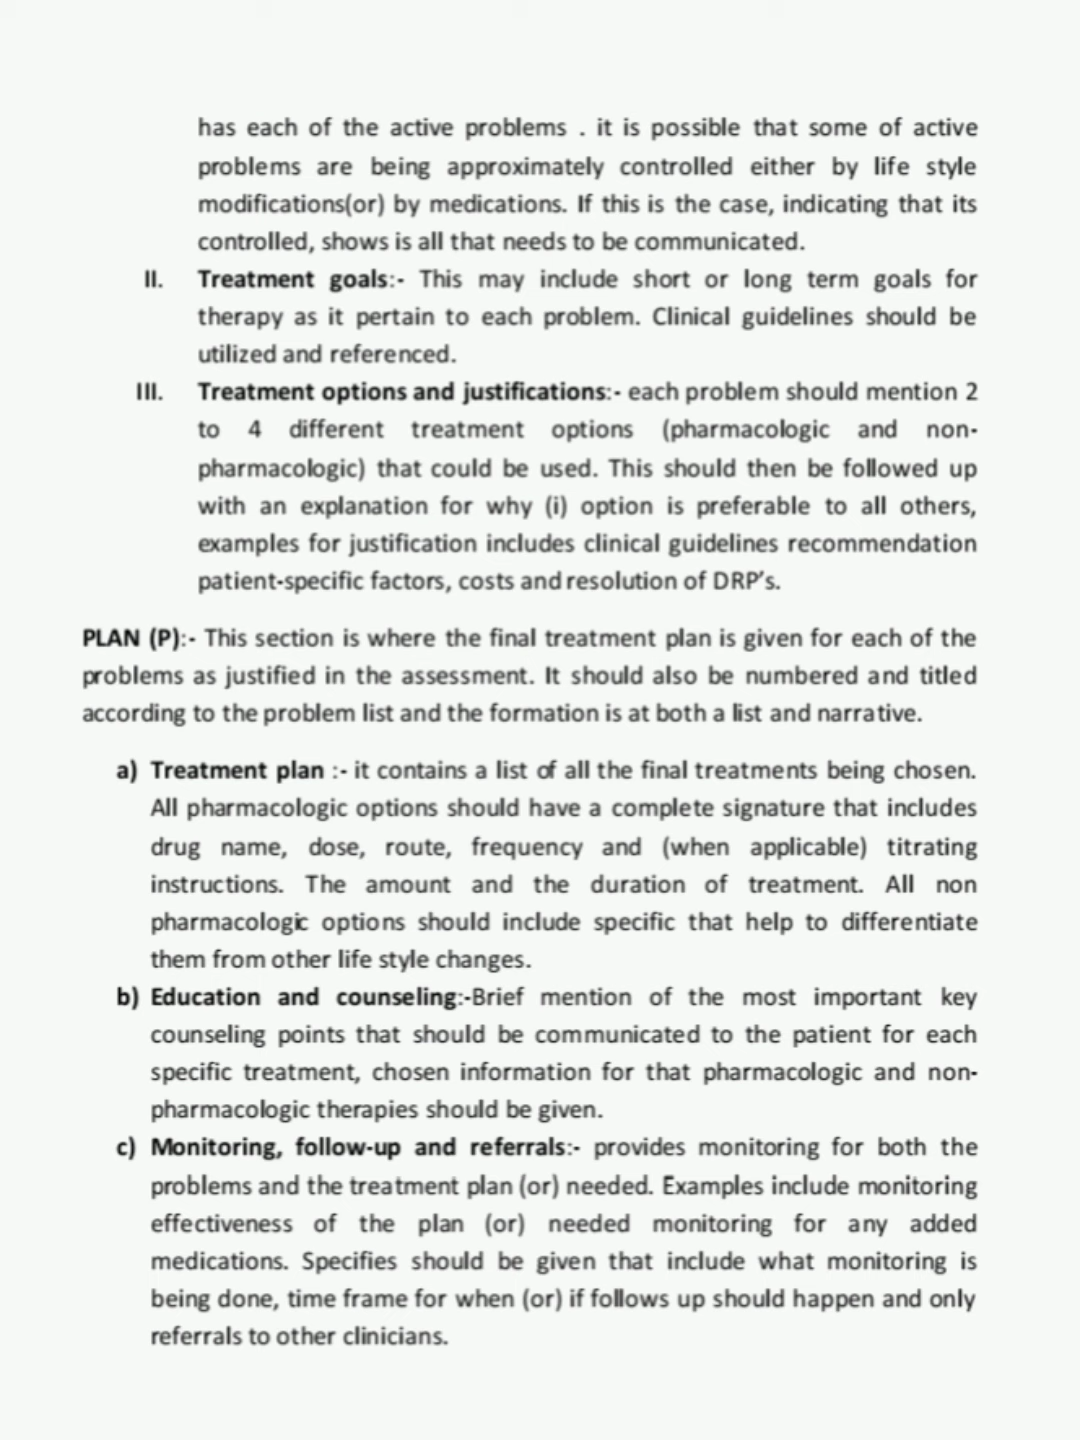 has each of the active problems . it is possible that some of active
problems are being approximately controlled either by life style
modifications(or) by medications. If this is the case, indicating that its
controlled, shows is all that needs to be communicated.
II. Treatment goals:- This may include short or long term goals for
therapy as it pertain to each problem. Clinical guidelines should be
utilized and referenced.
III. Treatment options and justifications:- each problem should mention 2
to 4 different treatment options (pharmacologic and non-
pharmacologic) that could be used. This should then be followed up
with an explanation for why (i) option is preferable to all others,
examples for justification includes clinical guidelines recommendation
patient-specific factors, costs and resolution of DRP's.
PLAN (P):- This section is where the final treatment plan is given for each of the
problems as justified in the assessment. It should also be numbered and titled
according to the problem list and the formation is at both a list and narrative.
a) Treatment plan :- it contains a list of all the final treatments being chosen.
All pharmacologic options should have a complete signature that includes
drug name, dose, route, frequency and (when applicable) titrating
instructions. The amount and the duration of treatment. All non
pharmacologic options should include specific that help to differentiate
them from other life style changes.
b) Education and counseling:-Brief mention of the most important key
counseling points that should be communicated to the patient for each
specific treatment, chosen information for that pharmacologic and non-
pharmacologic therapies should be given.
c) Monitoring, follow-up and referrals:- provides monitoring for both the
problems and the treatment plan (or) needed. Examples include monitoring
effectiveness of the plan (or) needed monitoring for any added
medications. Specifies should be given that include what monitoring is
being done, time frame for when (or) if follows up should happen and only
referrals to other clinicians.